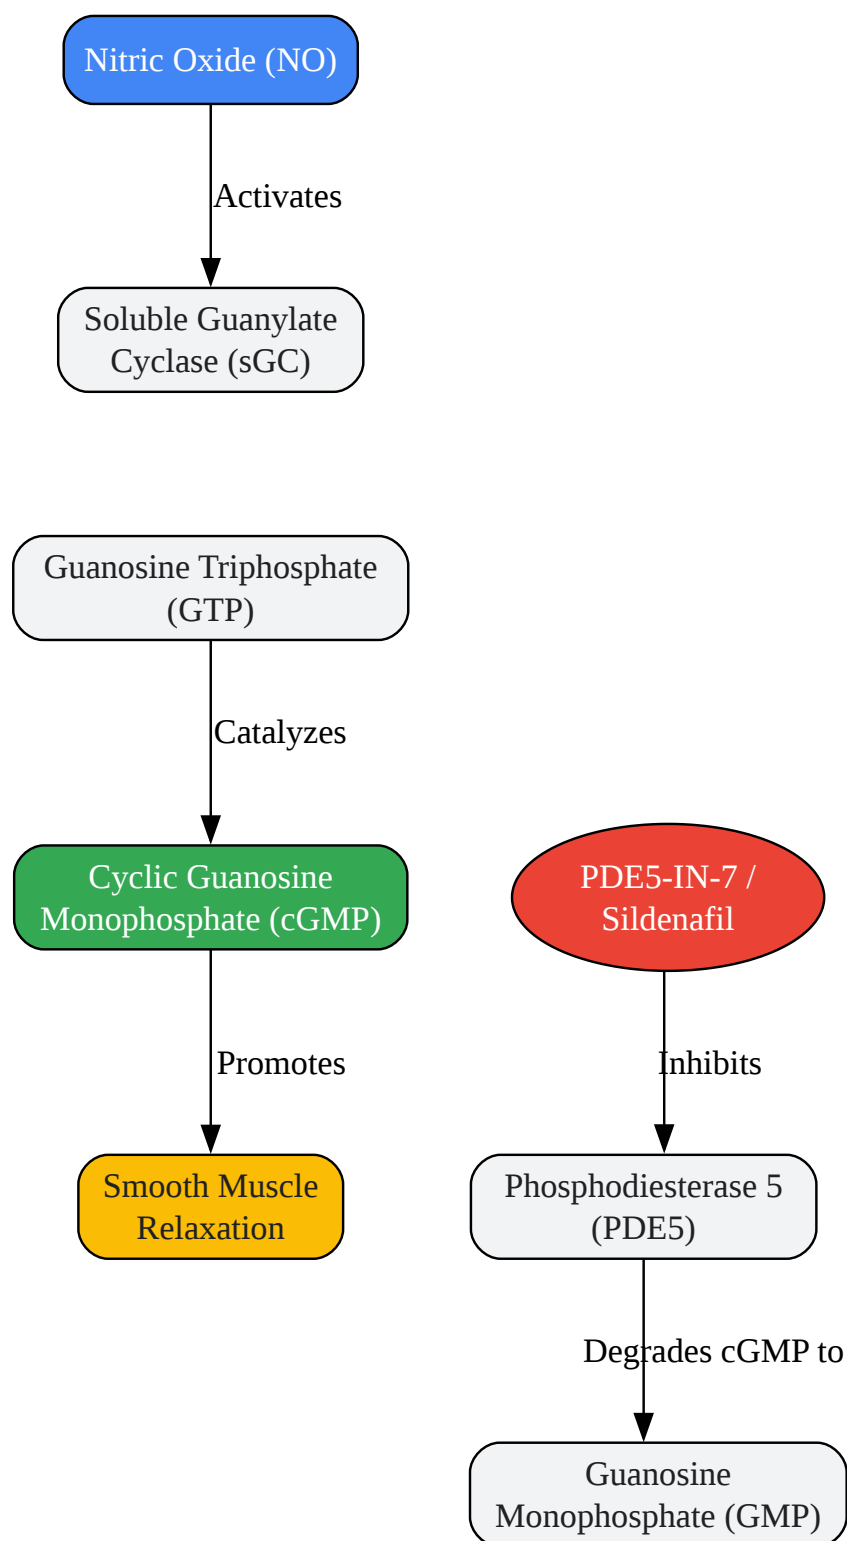 Nitric Oxide (NO)
Activates
Soluble Guanylate
Cyclase (sGC)
Guanosine Triphosphate
(GTP)
Catalyzes
Cyclic Guanosine
Monophosphate (cGMP)
PDE5-IN-7 /
Sildenafil
Promotes
Inhibits
Smooth Muscle
Relaxation
Phosphodiesterase 5
(PDE5)
Degrades cGMP to
Guanosine
Monophosphate (GMP)